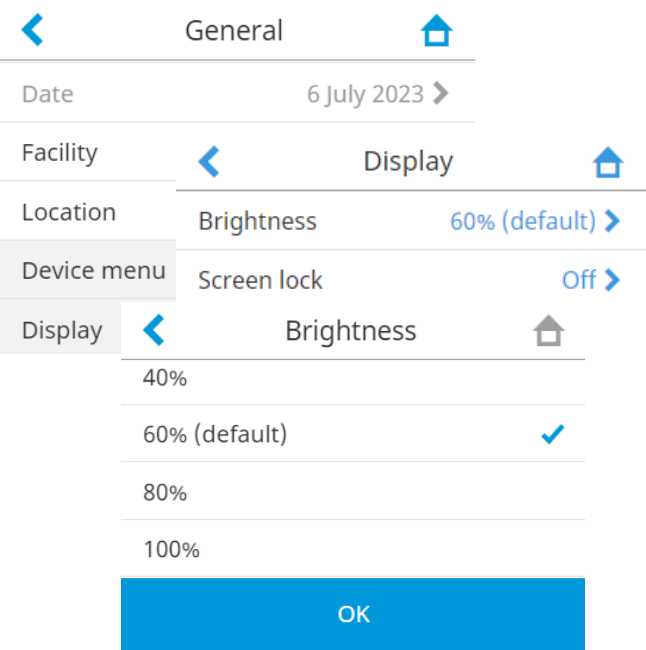 General
Date 6 July 2023
Facility
Location
Device menu
Display
Display
Brightness 60% (default)
Screen lock Off
Brightness
40%
60% (default)
80%
100%
OK